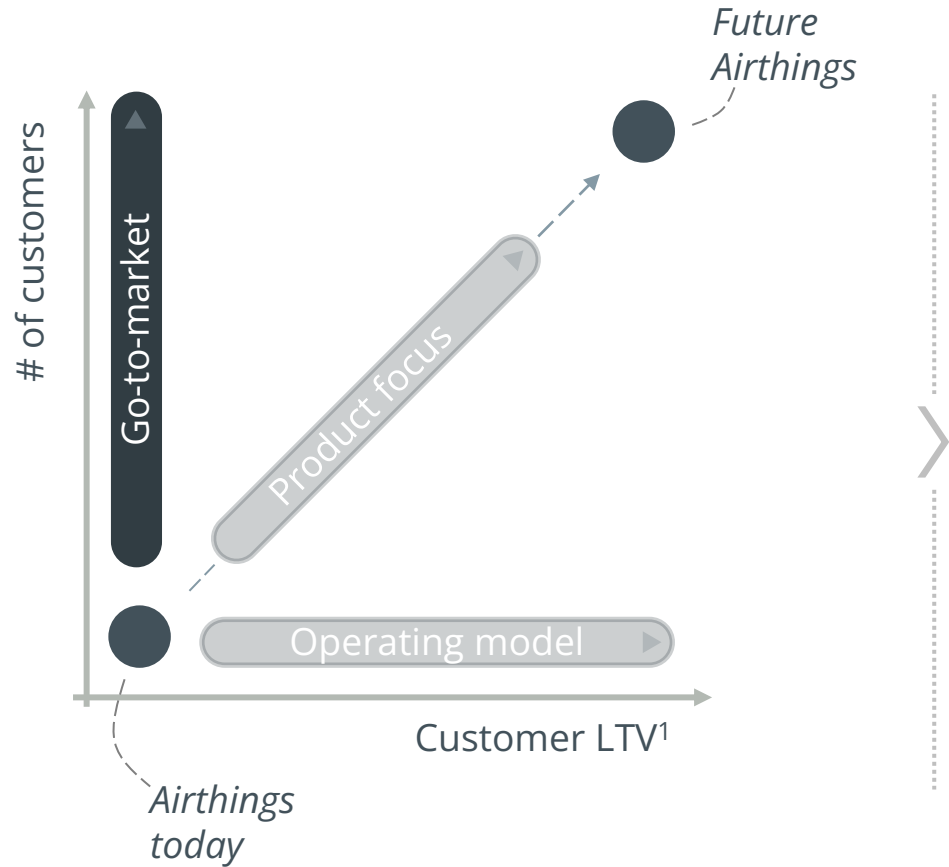 Future
Airthings
# of customers
Go-to-market
Product focus
Operating model
Customer LTV¹
Airthings
today